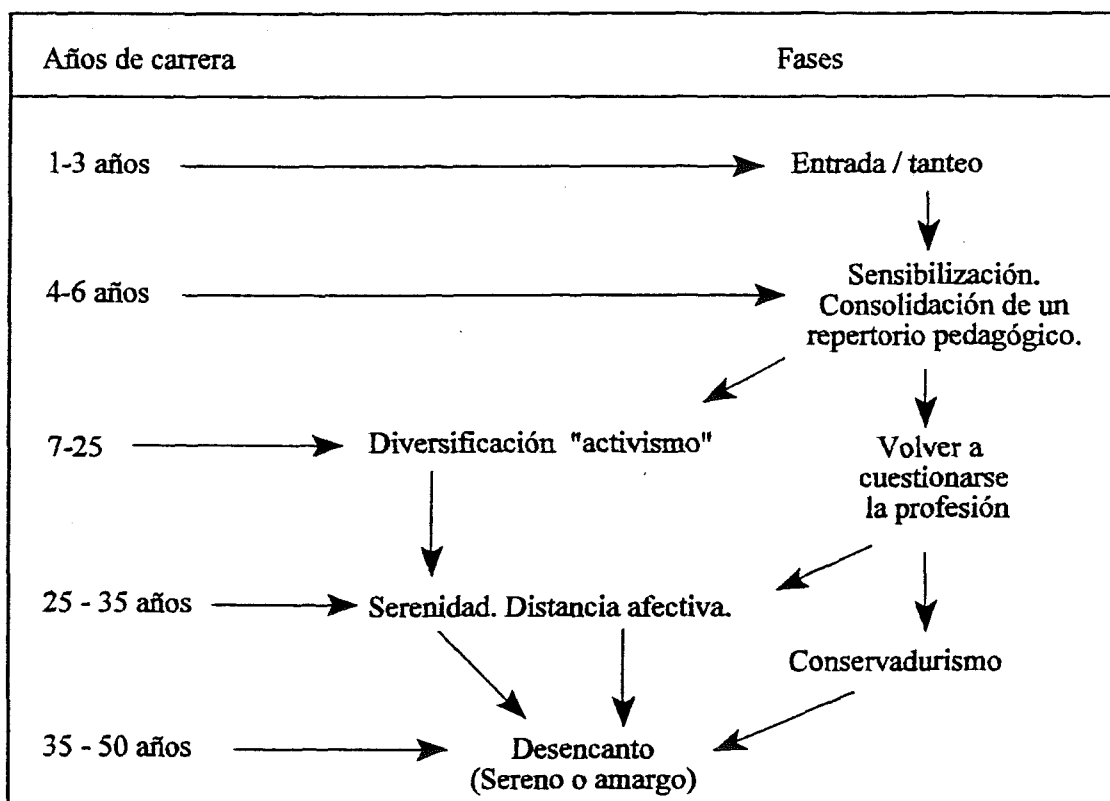 Años de carrera
Fases
1-3 años
Entrada / tanteo
4-6 años
Sensibilización.
Consolidación de un
repertorio pedagógico.
7-25
Diversificación "activismo"
Volver a
cuestionarse
la profesión
25 - 35 años
Serenidad. Distancia afectiva.
Conservadurismo
35 - 50 años
Desencanto
(Sereno o amargo)